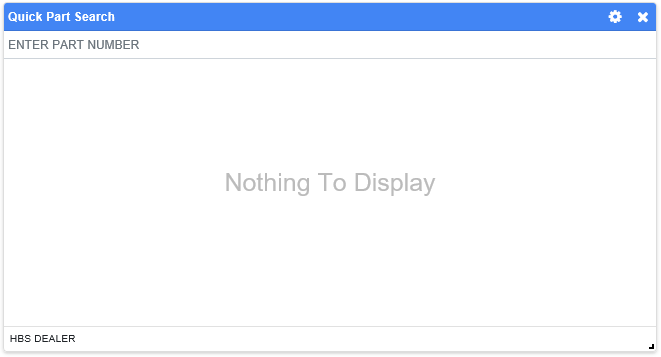 Quick Part Search
ENTER PART NUMBER
Nothing To Display
HBS DEALER